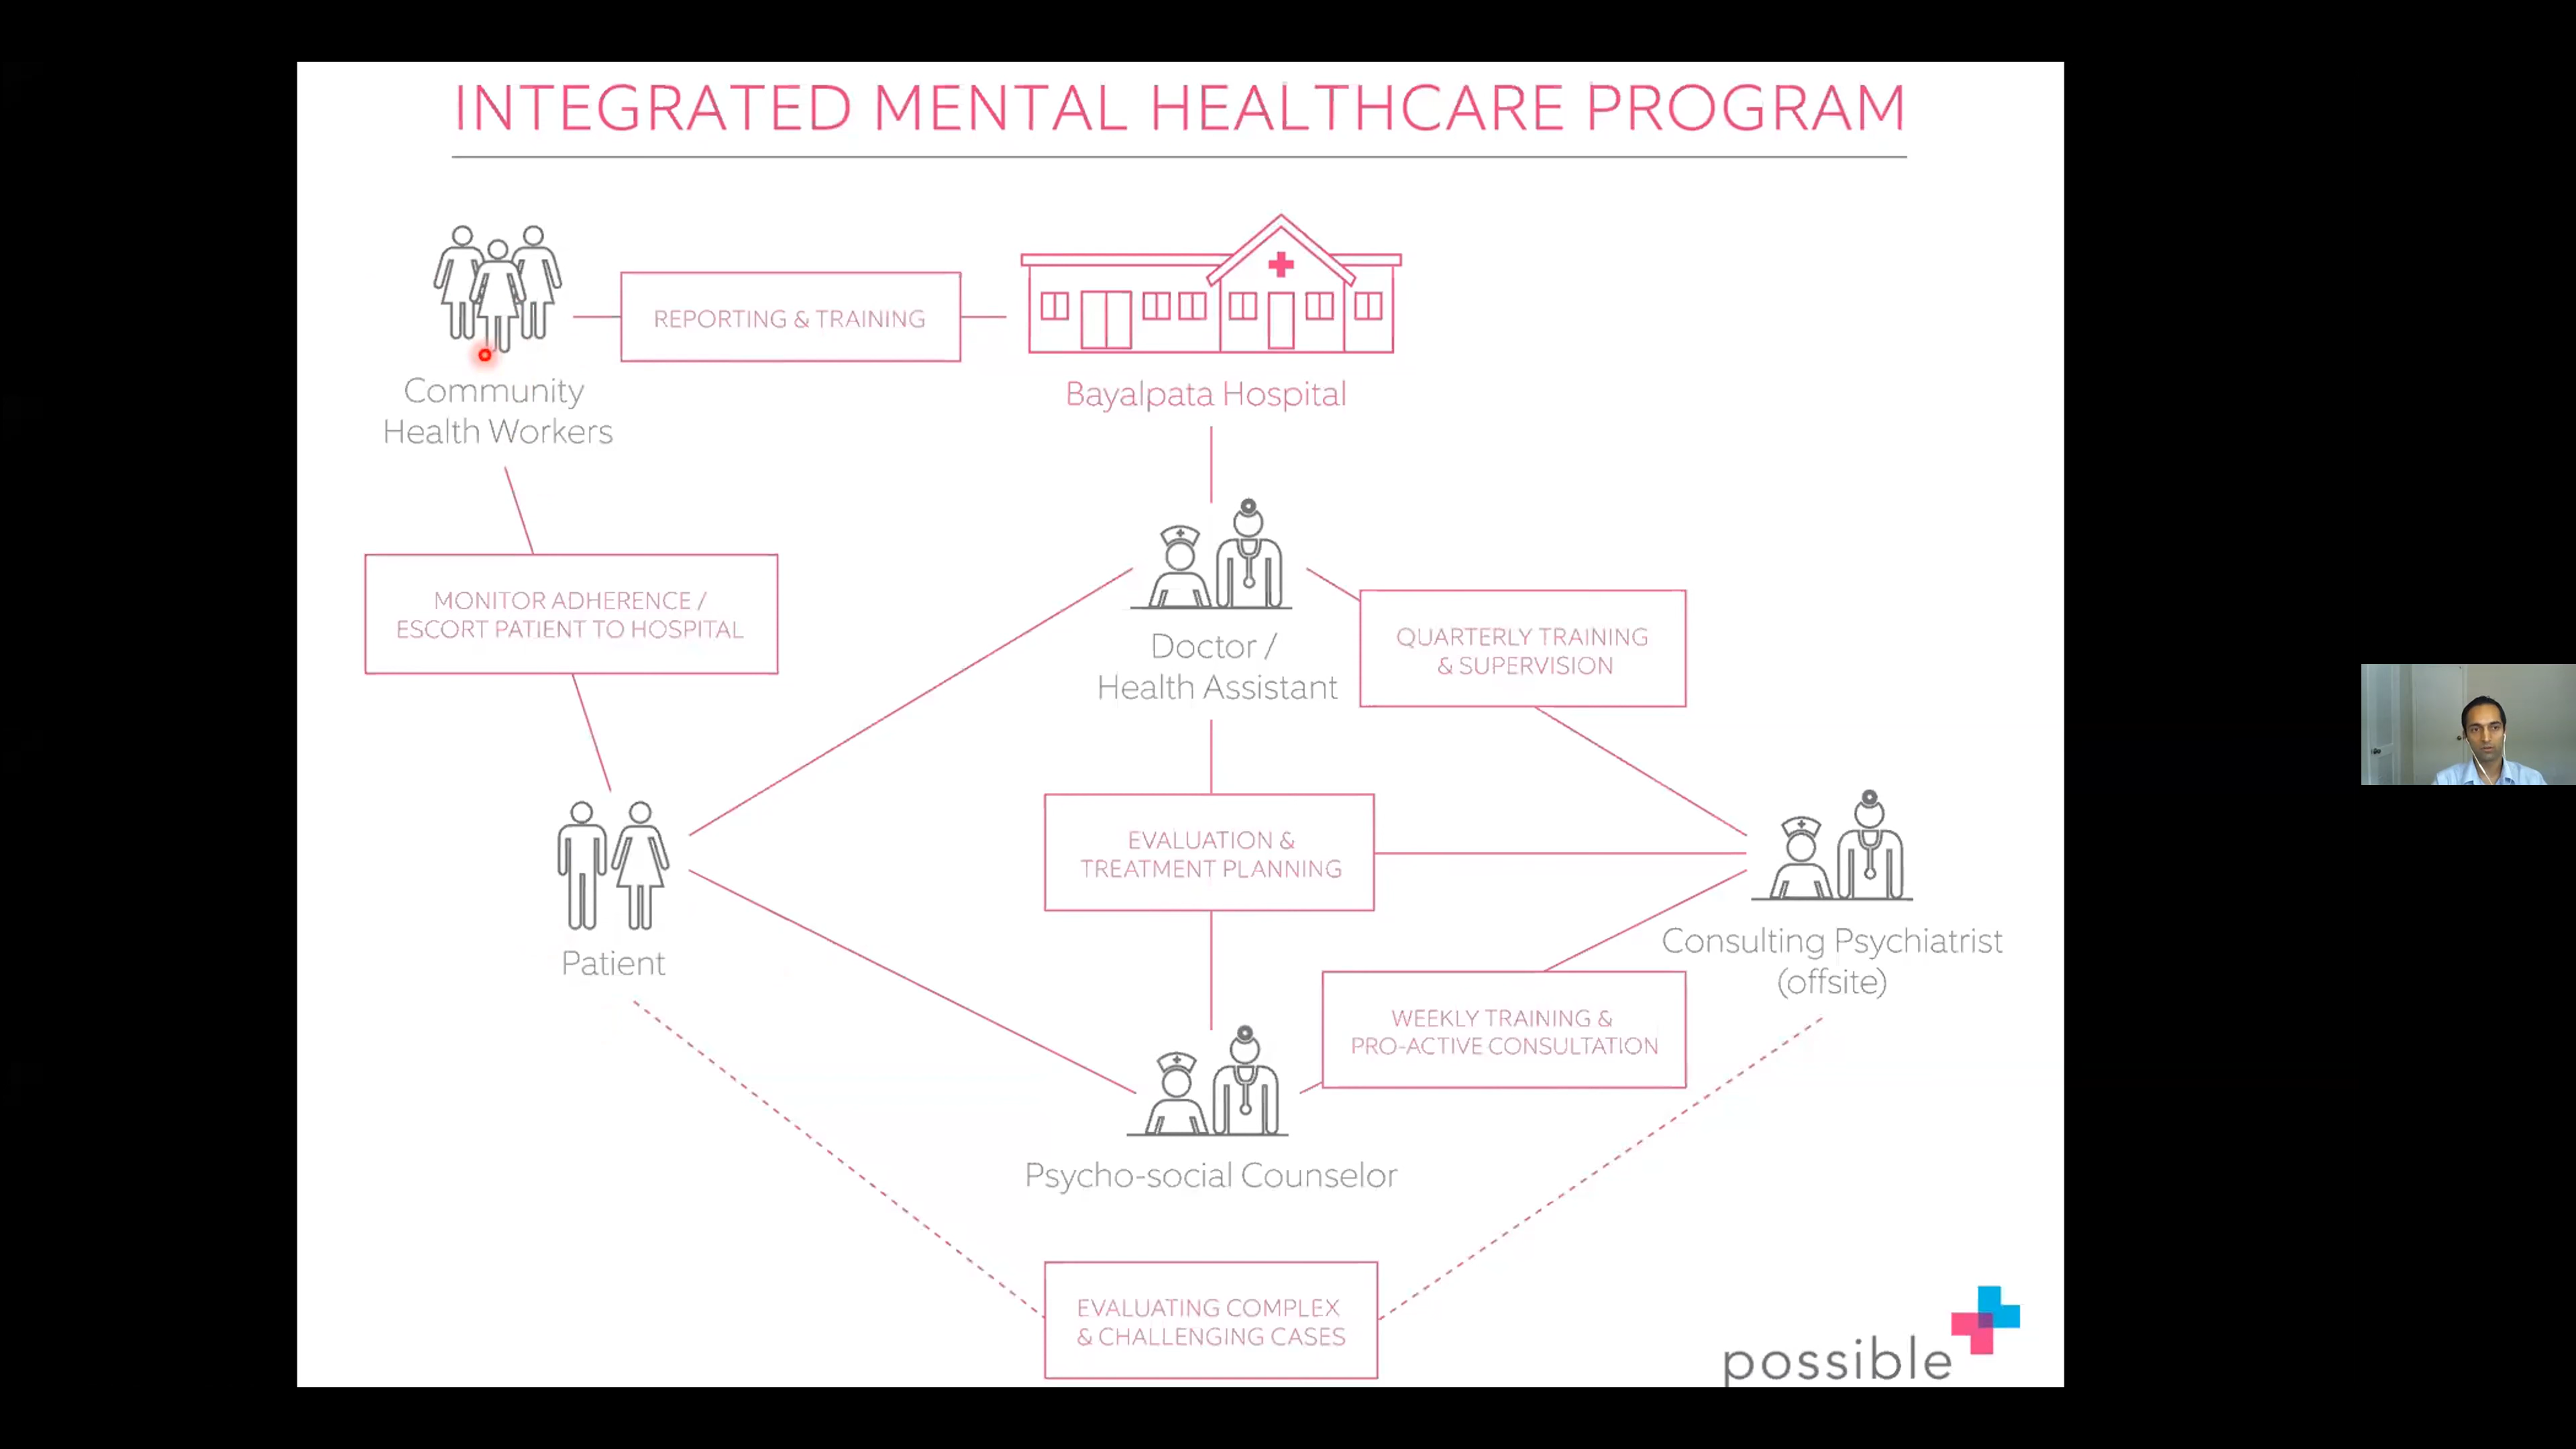 INTEGRATED MENTAL HEALTHCARE PROGRAM
REPORTING & TRAINING
Community
Health Workers
Bayalpata Hospital
MONITOR ADHERENCE /
ESCORT PATIENT TO HOSPITAL
Doctor /
Health Assistant
QUARTERLY TRAINING
& SUPERVISION
EVALUATION &
TREATMENT PLANNING
Patient
Consulting Psychiatrist
(offsite)
WEEKLY TRAINING &
PRO-ACTIVE CONSULTATION
Psycho-social Counselor
EVALUATING COMPLEX
& CHALLENGING CASES
possible